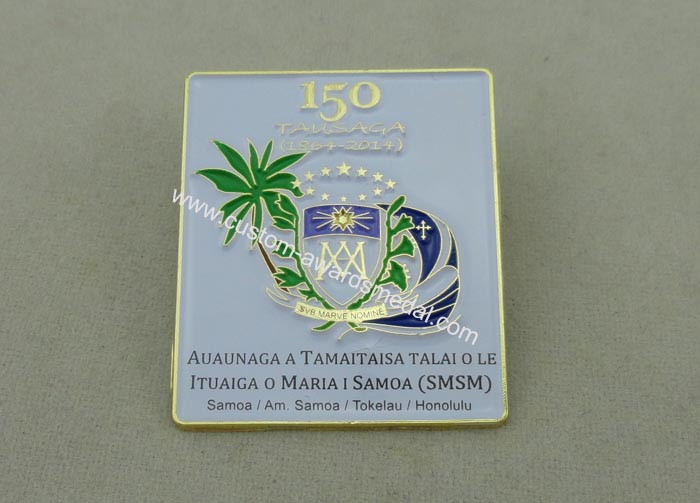 150
TAUSAGA
(1864-2014)
SVB MARVE NOMINE
AUAUNAGA A TAMAITAISA TALAI O LE
ITUAIGA O MARIA I SAMOA (SMSM)
Samoa / Am. Samoa / Tokelau / Honolulu
www.custom-awardsmedal.com